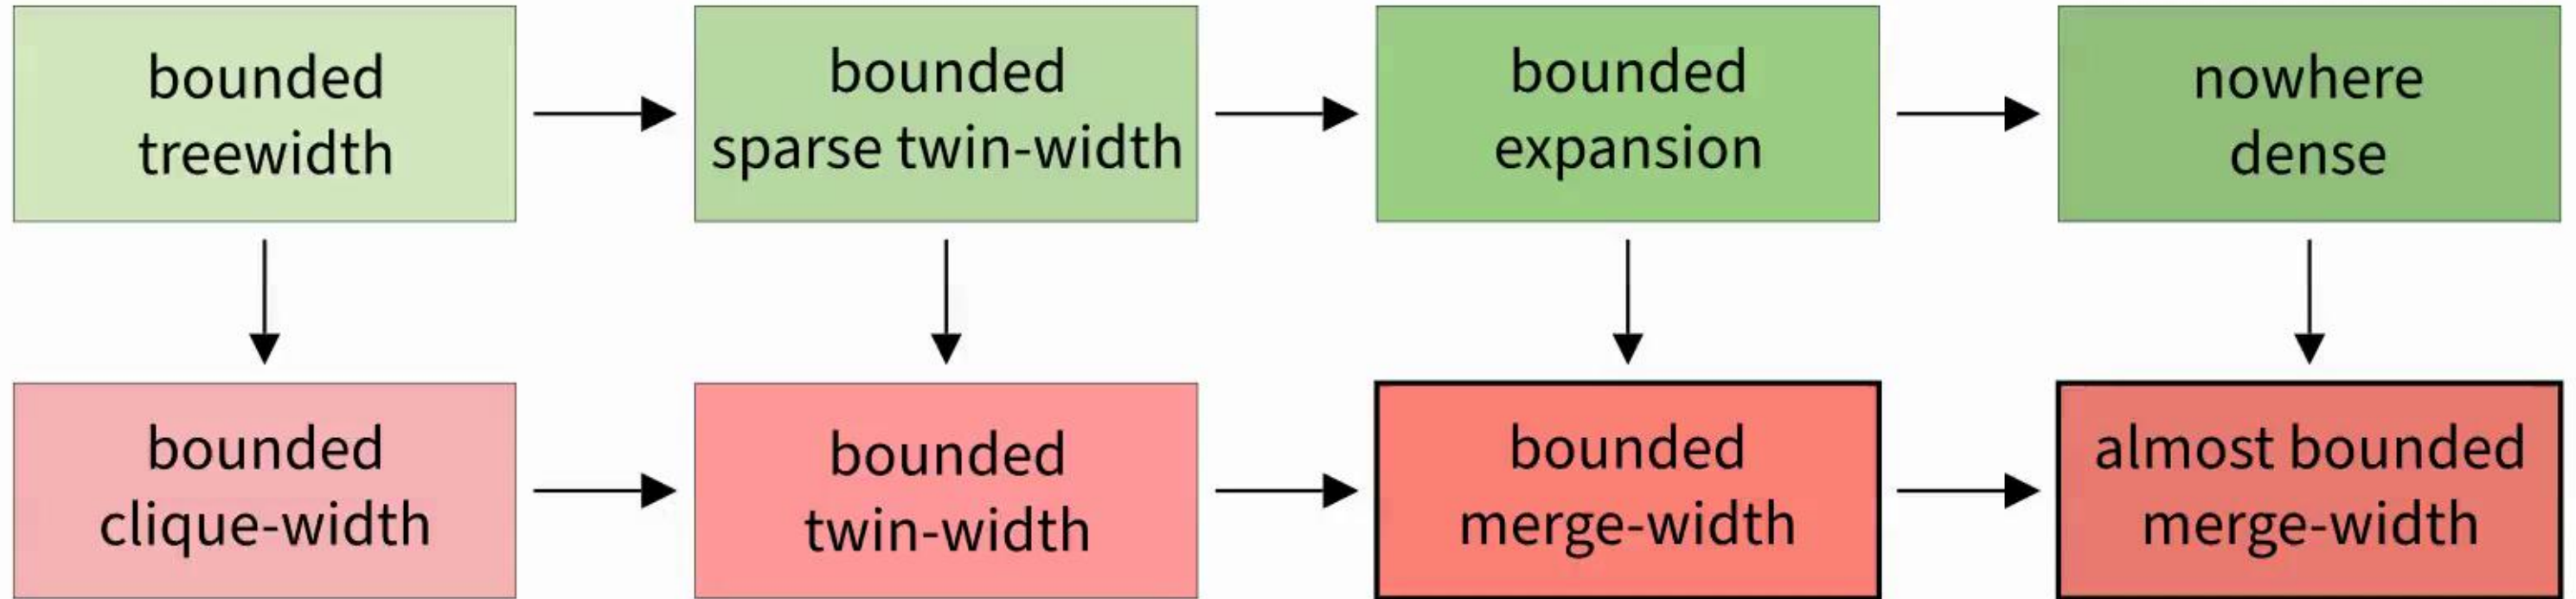 bounded
treewidth
bounded
sparse twin-width
bounded
expansion
nowhere
dense
bounded
clique-width
bounded
twin-width
bounded
merge-width
almost bounded
merge-width